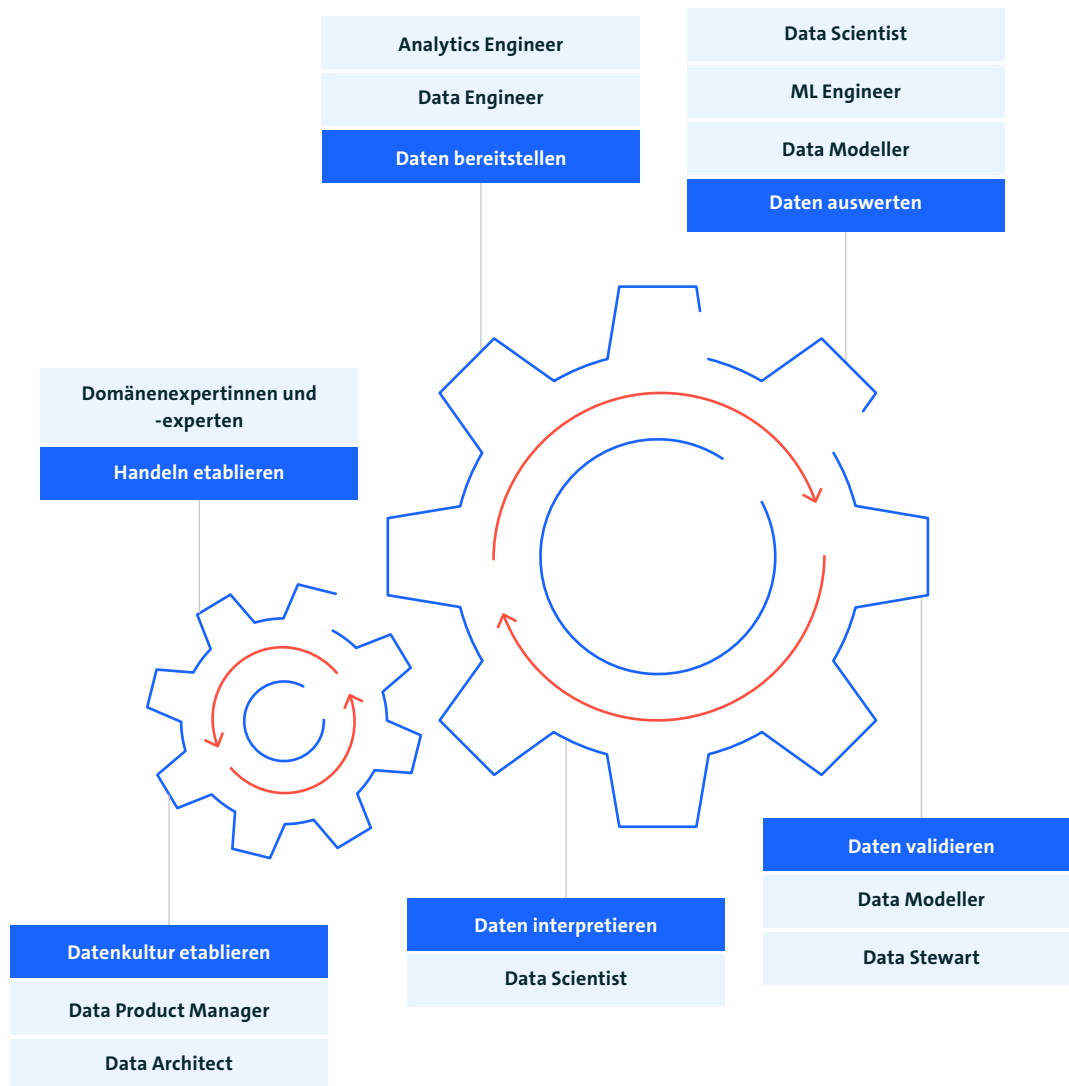 Analytics Engineer
Data Engineer
Daten bereitstellen
Data Scientist
ML Engineer
Data Modeller
Daten auswerten
Domänenexpertinnen und
-experten
Handeln etablieren
Daten validieren
Data Modeller
Data Stewart
Daten interpretieren
Data Scientist
Datenkultur etablieren
Data Product Manager
Data Architect